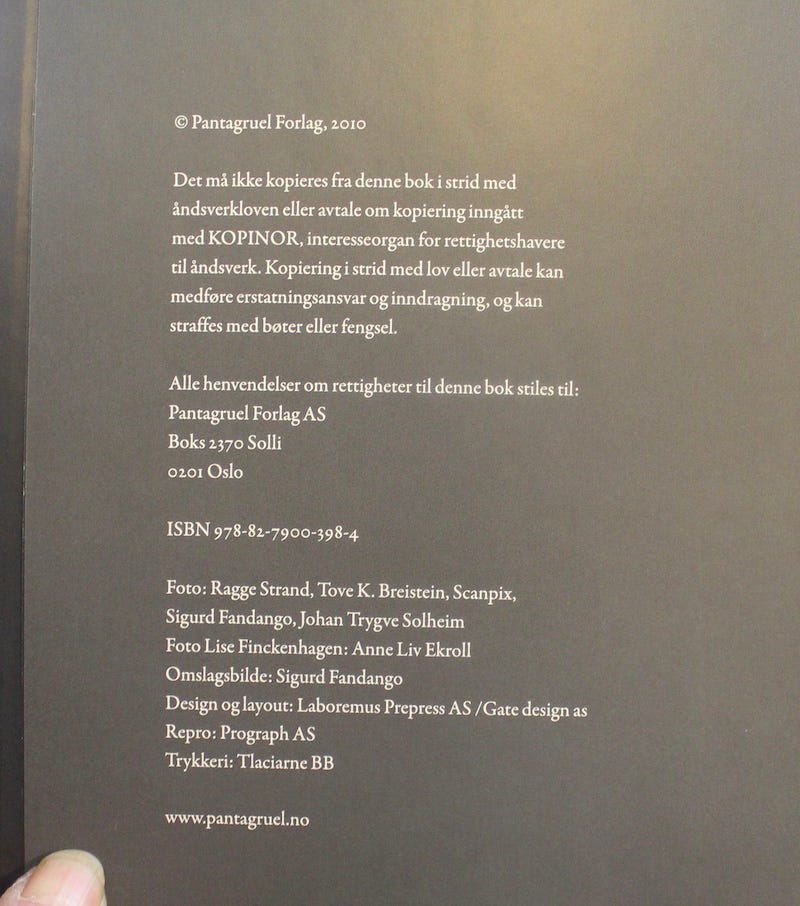 © Pantagruel Forlag, 2010
Det må ikke kopieres fra denne bok i strid med
åndsverkloven eller avtale om kopiering inngått
med KOPINOR, interesseorgan for rettighetshavere
til åndsverk. Kopiering i strid med lov eller avtale kan
medføre erstatningsansvar og inndragning, og kan
straffes med bøter eller fengsel.
Alle henvendelser om rettigheter til denne bok stiles til:
Pantagruel Forlag AS
Boks 2370 Solli
0201 Oslo
ISBN 978-82-7900-398-4
Foto: Ragge Strand, Tove K. Breistein, Scanpix,
Sigurd Fandango, Johan Trygve Solheim
Foto Lise Finckenhagen: Anne Liv Ekroll
Omslagsbilde: Sigurd Fandango
Design og layout: Laboremus Prepress AS /Gate design as
Repro: Prograph AS
Trykkeri: Tlaciarne BB
www.pantagruel.no